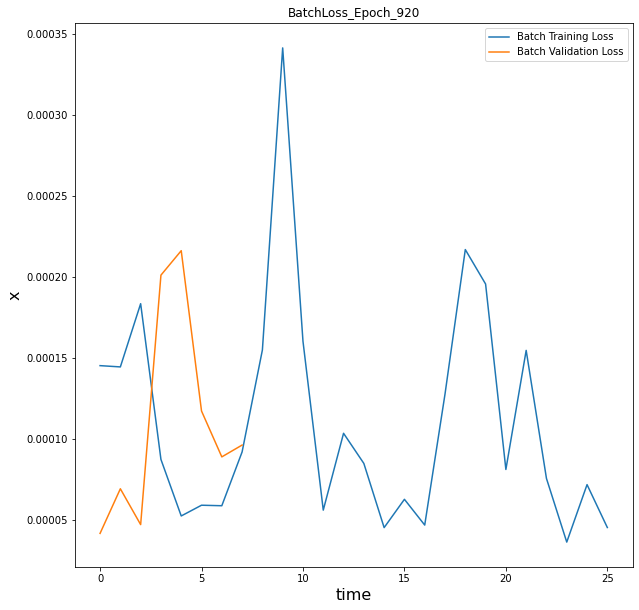 BatchLoss_Epoch_920
Batch Training Loss
Batch Validation Loss
0.00035
0.00030
0.00025
0.00020
0.00015
0.00010
0.00005
x
0 5 10 15 20 25
time